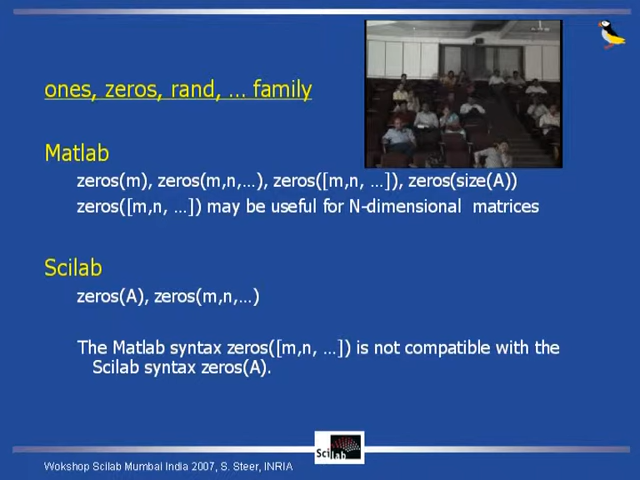 ones, zeros, rand, ... family
Matlab
zeros(m), zeros(m,n,...), zeros([m,n, ...]), zeros(size(A))
zeros([m,n, ...]) may be useful for N-dimensional matrices
Scilab
zeros(A), zeros(m,n,...)
The Matlab syntax zeros([m,n, ...]) is not compatible with the
Scilab syntax zeros(A).
Scilab
Wokshop Scilab Mumbai India 2007, S. Steer, INRIA